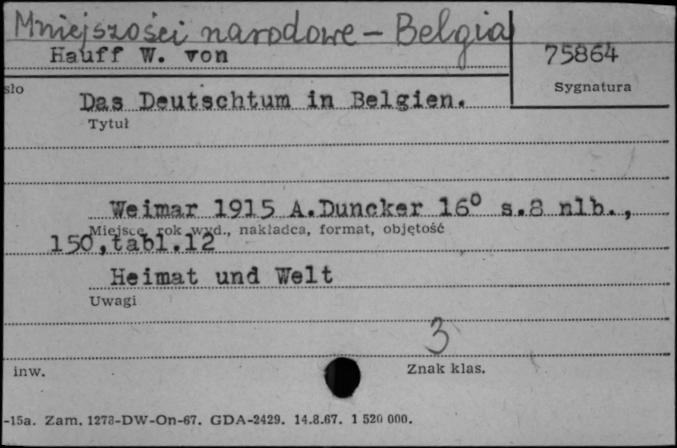 Mniejszości narodowe - Belgia
Hauff W. von
75864
Sygnatura
sło
Das Deutschtum in Belgien.
Tytuł
Weimar 1915 A.Duncker 16° s.8 nlb.,
Miejsce, rok wyd., nakładca, format, objętość
150,tabl.12
Heimat und Welt
Uwagi
3
inw.
Znak klas.
-15a. Zam. 1273-DW-On-67. GDA-2429. 14.8.67. 1 520 000.